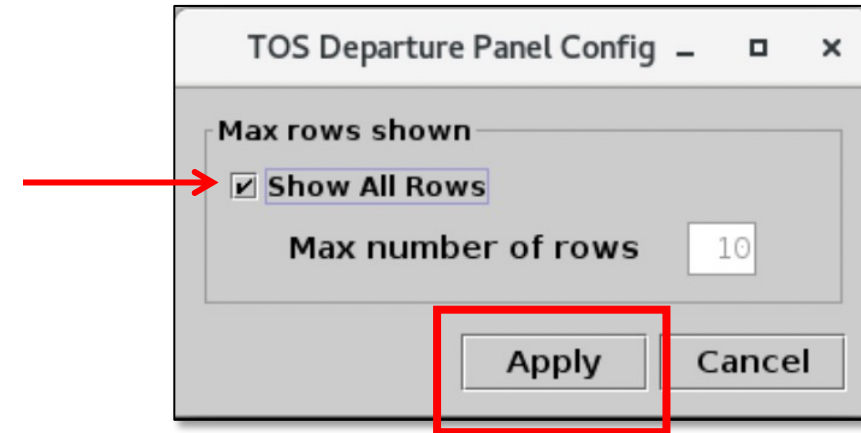 TOS Departure Panel Config
Max rows shown
Show All Rows
Max number of rows 10
Apply Cancel